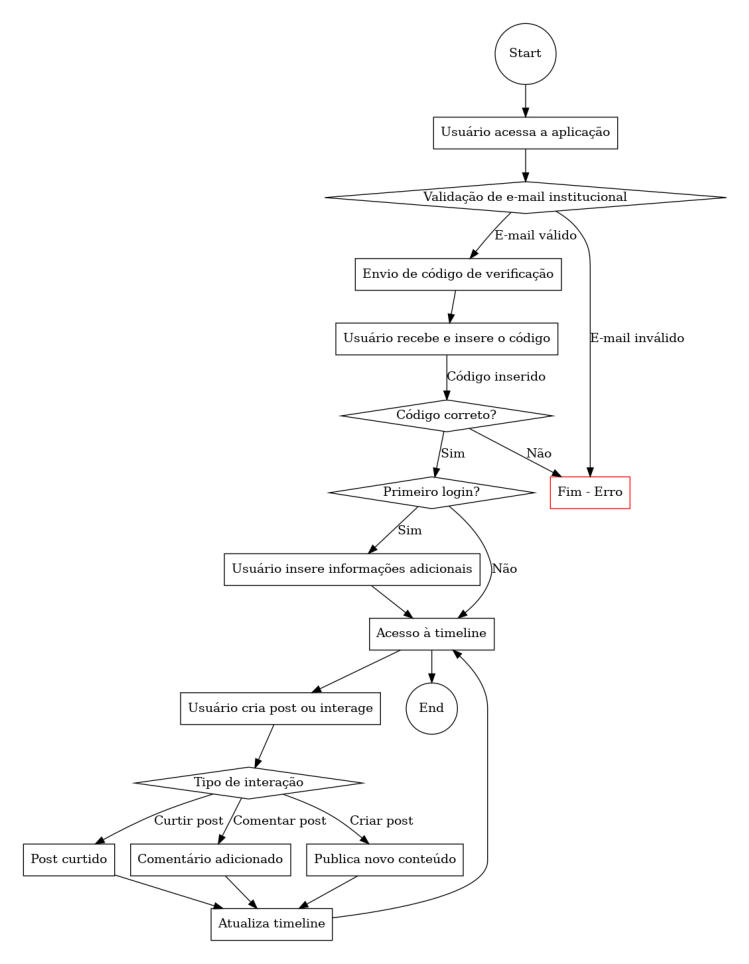 Start
Usuário acessa a aplicação
Validação de e-mail institucional
E-mail válido
Envio de código de verificação
Usuário recebe e insere o código
E-mail inválido
Código inserido
Código correto?
Sim
Não
Primeiro login?
Fim - Erro
Sim
Usuário insere informações adicionais
Não
Acesso à timeline
Usuário cria post ou interage
End
Tipo de interação
Curtir post
Comentar post
Criar post
Post curtido
Comentário adicionado
Publica novo conteúdo
Atualiza timeline